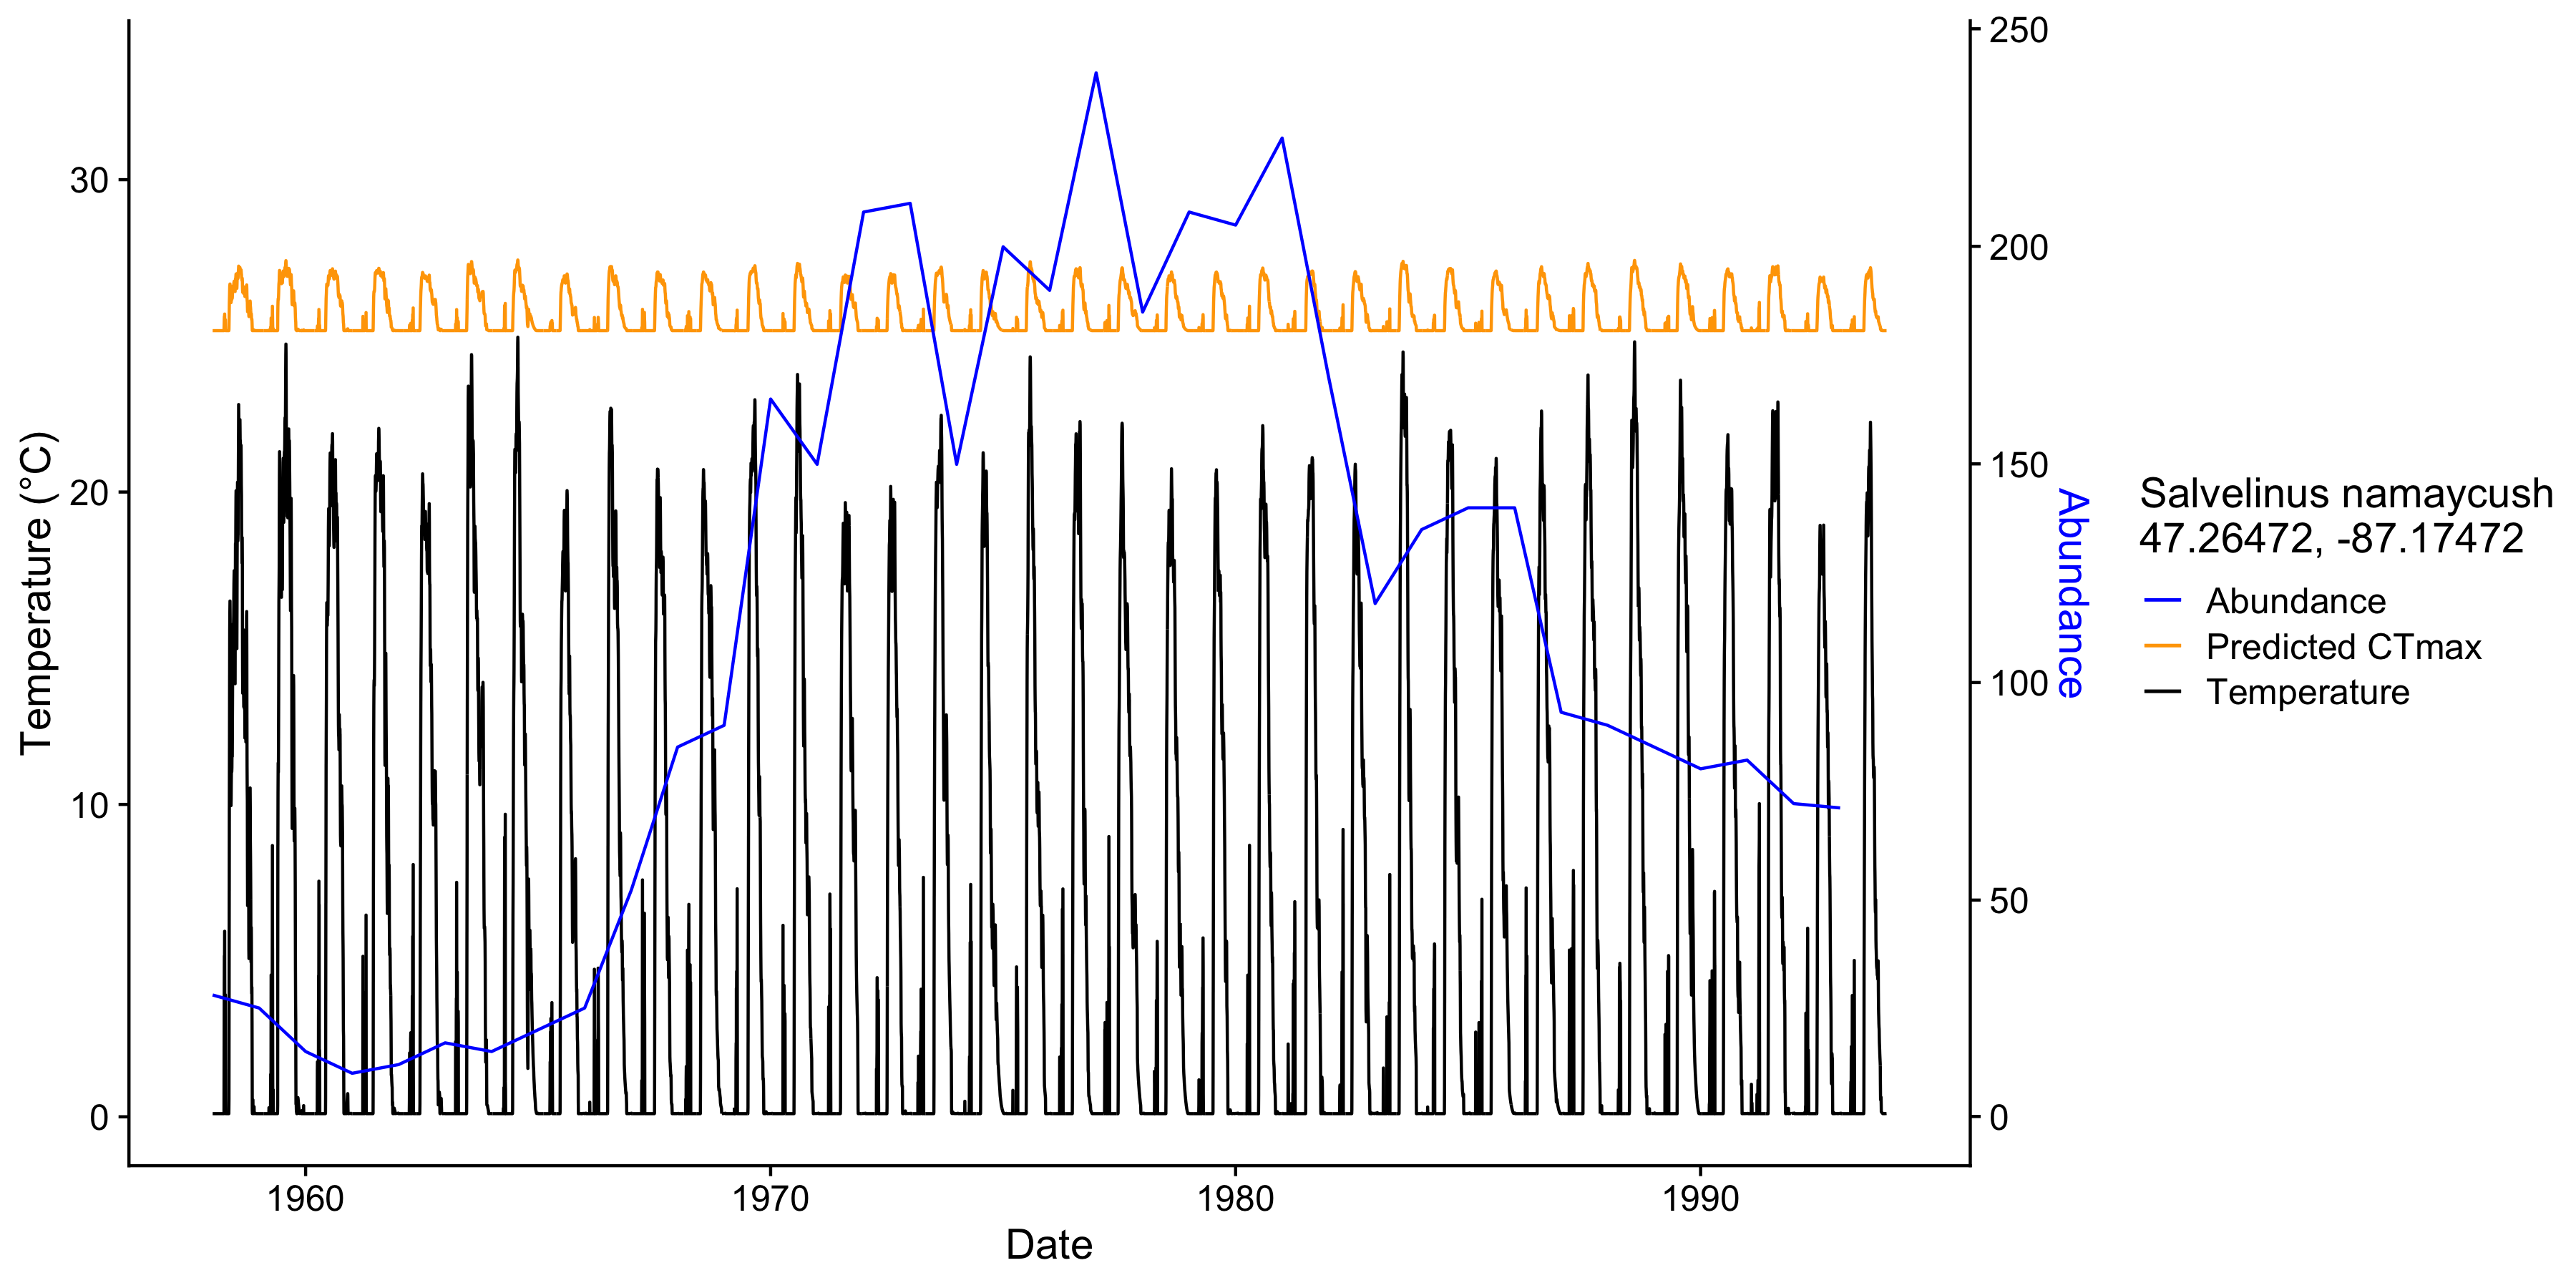 Temperature (°C)
30
20
10
0
1960
1970
1980
1990
Date
250
200
150
100
50
0
Abundance
Salvelinus namaycush
47.26472, -87.17472
Abundance
Predicted CTmax
Temperature